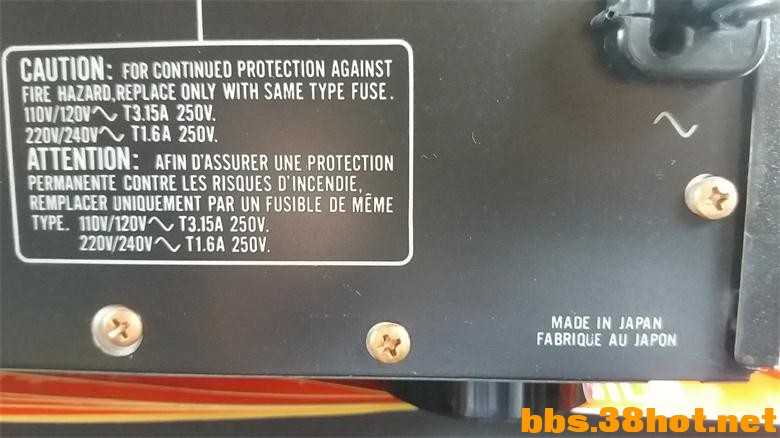 CAUTION: FOR CONTINUED PROTECTION AGAINST
FIRE HAZARD,REPLACE ONLY WITH SAME TYPE FUSE.
110V/120V～ T3.15A 250V.
220V/240V～ T1.6A 250V.
ATTENTION: AFIN D'ASSURER UNE PROTECTION
PERMANENTE CONTRE LES RISQUES D'INCENDIE,
REMPLACER UNIQUEMENT PAR UN FUSIBLE DE MÊME
TYPE. 110V/120V～ T3.15A 250V.
220V/240V～ T1.6A 250V.
～
MADE IN JAPAN
FABRIQUE AU JAPON
bbs.38hot.net